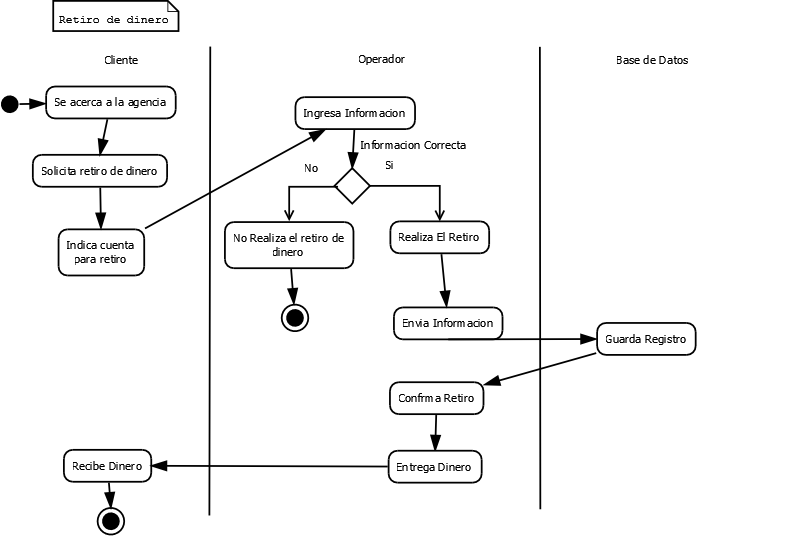 Retiro de dinero
Cliente
Operador
Base de Datos
Se acerca a la agencia
Ingresa Informacion
Informacion Correcta
No
Si
Solicita retiro de dinero
Indica cuenta
para retiro
No Realiza el retiro de
dinero
Realiza El Retiro
Envia Informacion
Guarda Registro
Confrma Retiro
Recibe Dinero
Entrega Dinero